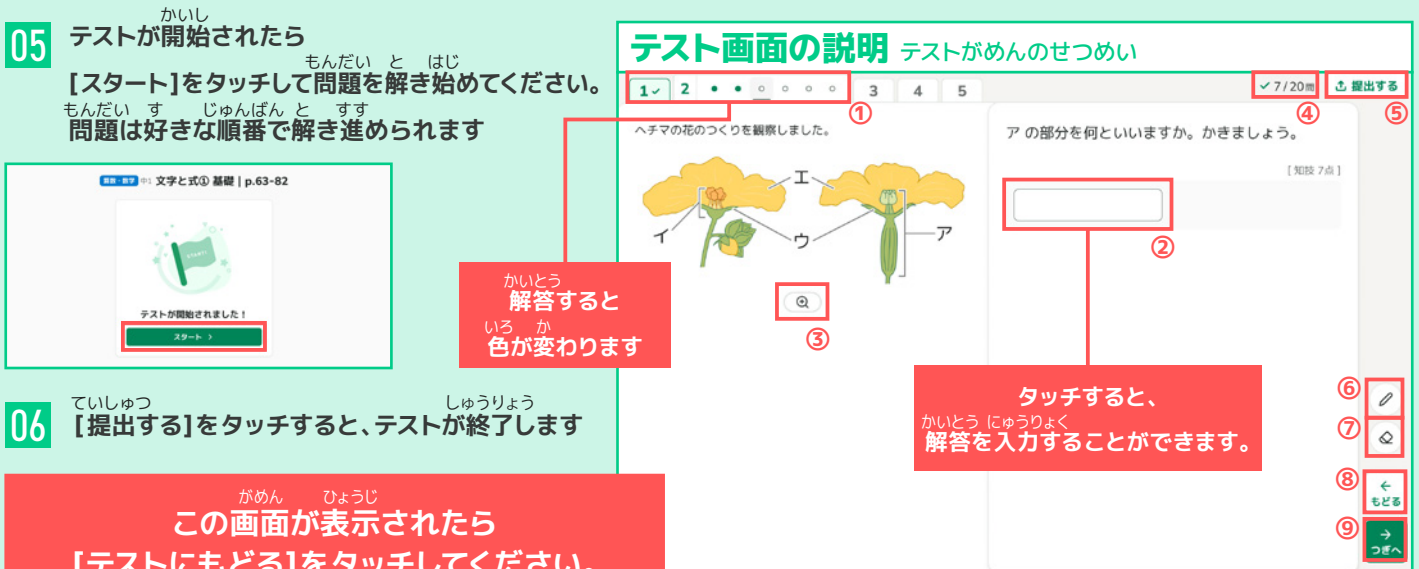 05
かいし
テストが開始されたら
もんだい と はじ
[スタート]をタッチして問題を解き始めてください。
もんだい す じゅんばん と すす
問題は好きな順番で解き進められます
算数・数学 中1 文字と式① 基礎 | p.63-82
START!
テストが開始されました！
スタート >
06
ていしゅつ しゅうりょう
[提出する]をタッチすると、テストが終了します
がめん ひょうじ
この画面が表示されたら
[テストにもどる]をタッチしてください。
テスト画面の説明 テストがめんのせつめい
1 2 3 4 5
7/20問
提出する
① ④ ⑤
ヘチマの花のつくりを観察しました。
エ
イ ウ ア
③
かいとう
解答すると
いろ か
色が変わります
ア の部分を何といいますか。かきましょう。
[ 知技 7点 ]
②
タッチすると、
かいとう にゅうりょく
解答を入力することができます。
⑥
⑦
⑧
もどる
⑨
つぎへ